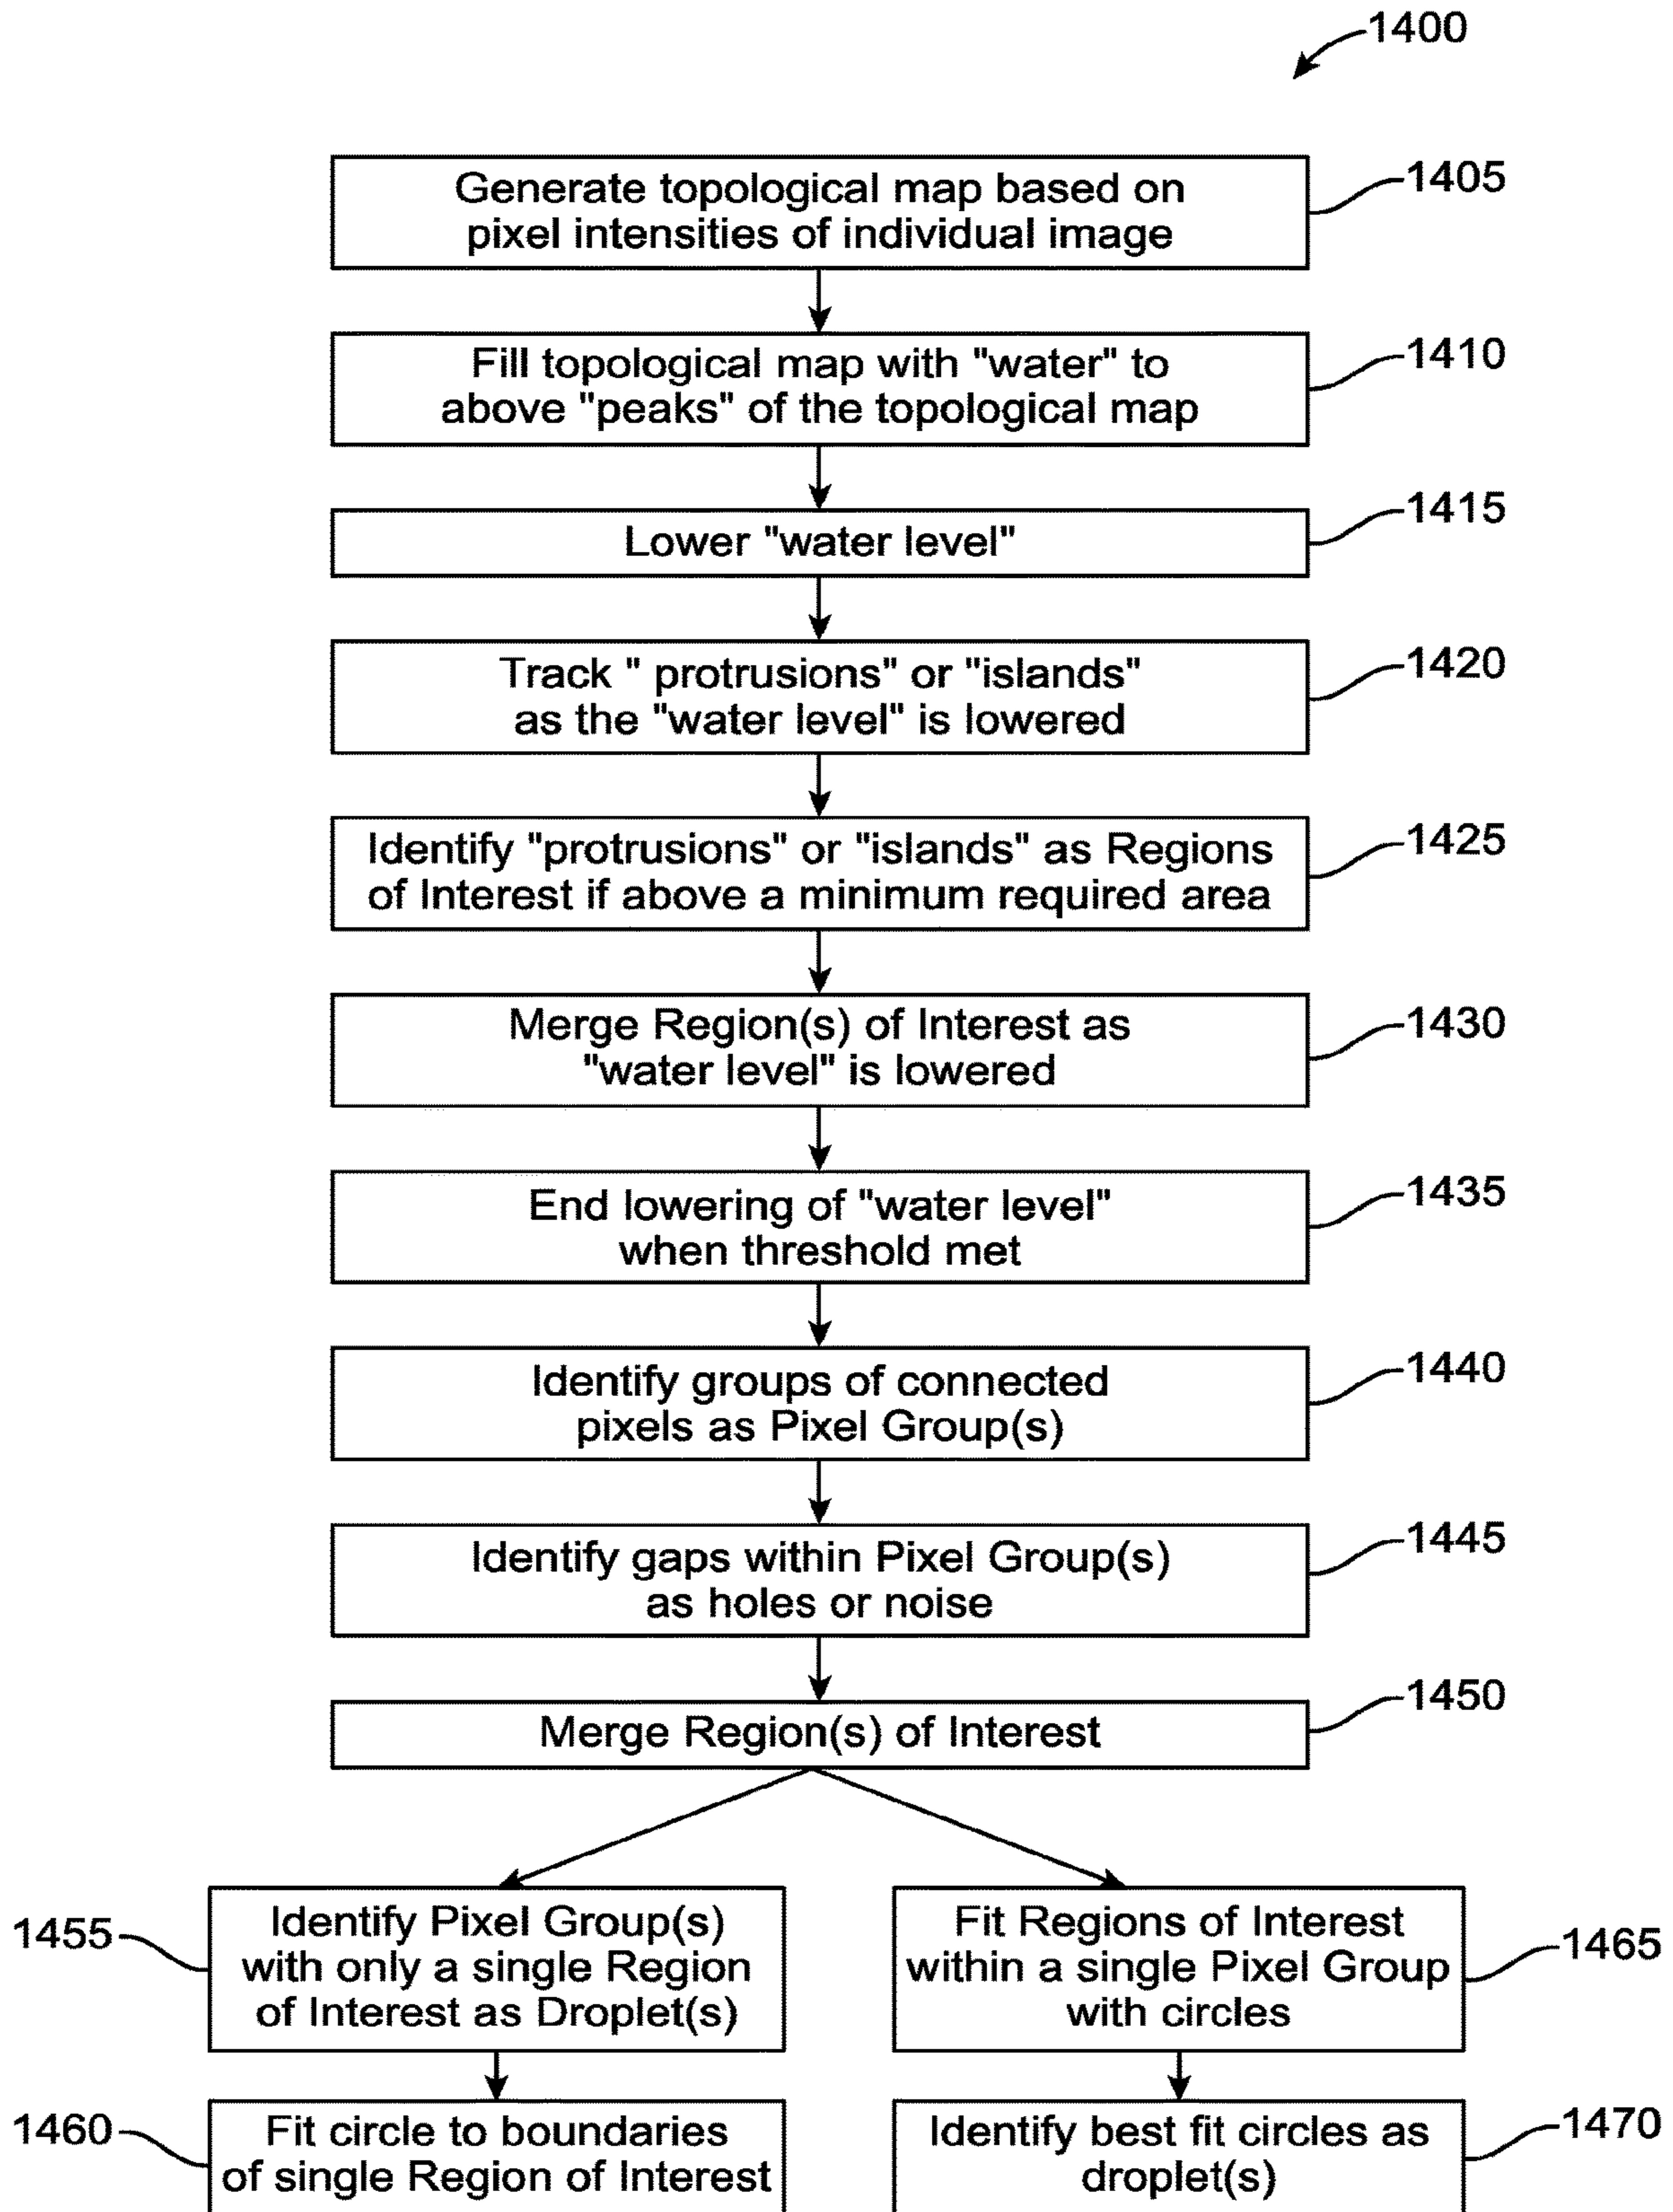 1400
Generate topological map based on
pixel intensities of individual image
1405
Fill topological map with "water" to
above "peaks" of the topological map
1410
Lower "water level"
1415
Track " protrusions" or "islands"
as the "water level" is lowered
1420
Identify "protrusions" or "islands" as Regions
of Interest if above a minimum required area
1425
Merge Region(s) of Interest as
"water level" is lowered
1430
End lowering of "water level"
when threshold met
1435
Identify groups of connected
pixels as Pixel Group(s)
1440
Identify gaps within Pixel Group(s)
as holes or noise
1445
Merge Region(s) of Interest
1450
1455
Identify Pixel Group(s)
with only a single Region
of Interest as Droplet(s)
Fit Regions of Interest
within a single Pixel Group
with circles
1465
1460
Fit circle to boundaries
of single Region of Interest
Identify best fit circles as
droplet(s)
1470